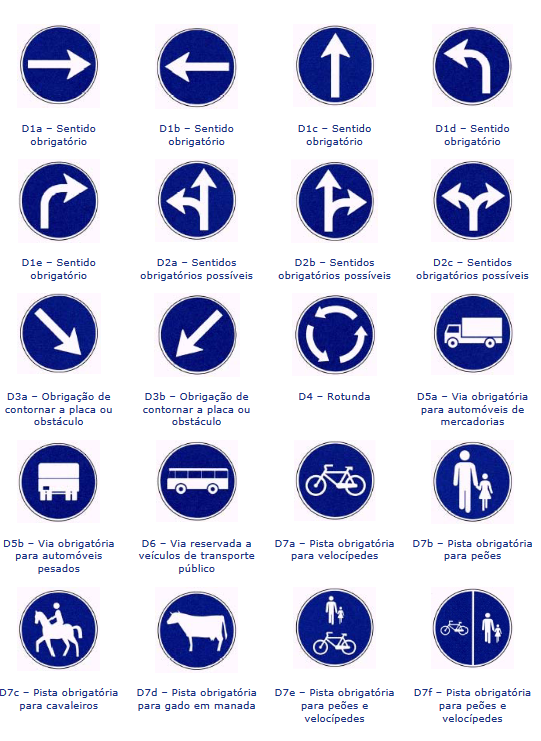 D1a – Sentido
obrigatório
D1b – Sentido
obrigatório
D1c – Sentido
obrigatório
D1d – Sentido
obrigatório
D1e – Sentido
obrigatório
D2a – Sentidos
obrigatórios possíveis
D2b – Sentidos
obrigatórios possíveis
D2c – Sentidos
obrigatórios possíveis
D3a – Obrigação de
contornar a placa ou
obstáculo
D3b – Obrigação de
contornar a placa ou
obstáculo
D4 – Rotunda
D5a – Via obrigatória
para automóveis de
mercadorias
D5b – Via obrigatória
para automóveis
pesados
D6 – Via reservada a
veículos de transporte
público
D7a – Pista obrigatória
para velocípedes
D7b – Pista obrigatória
para peões
D7c – Pista obrigatória
para cavaleiros
D7d – Pista obrigatória
para gado em manada
D7e – Pista obrigatória
para peões e
velocípedes
D7f – Pista obrigatória
para peões e
velocípedes